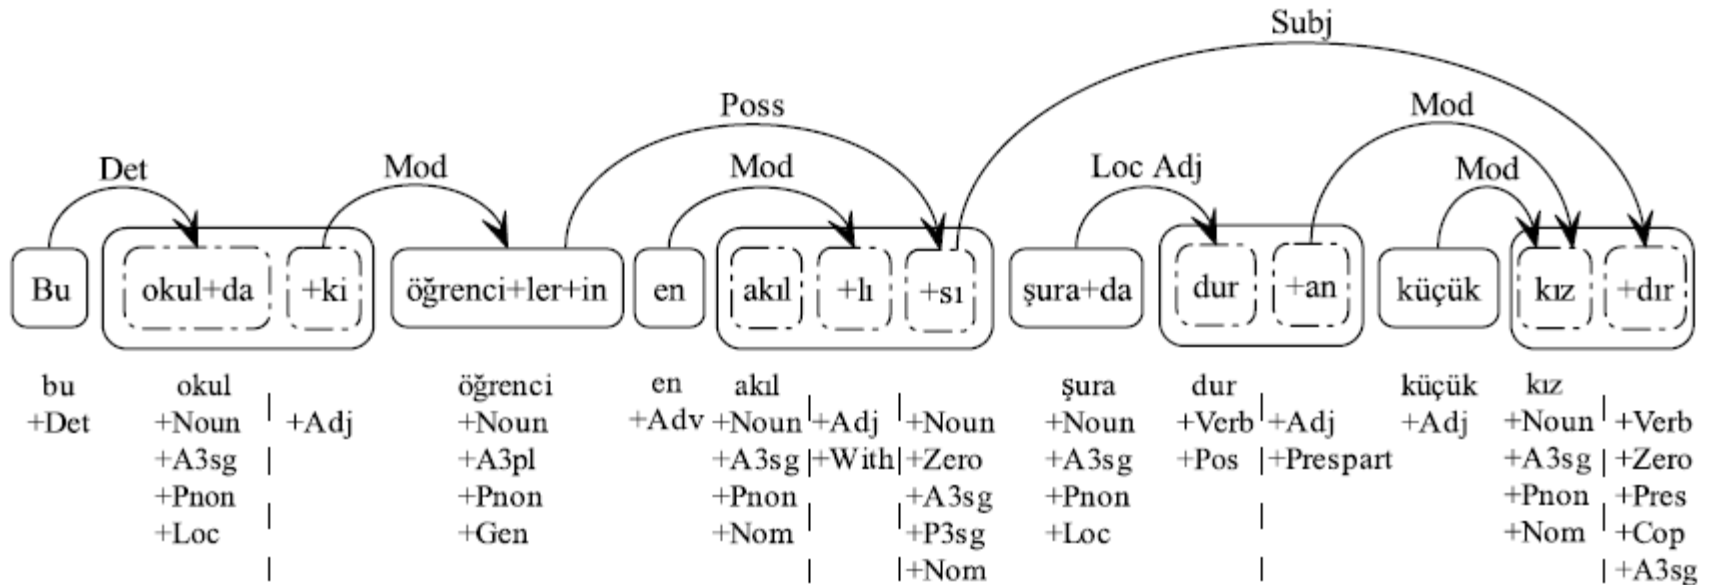 Subj
Poss Mod
Det Mod Mod Loc Adj Mod
Bu okul+da +ki öğrenci+ler+in en akıl +lı +sı şura+da dur +an küçük kız +dır
bu okul öğrenci en akıl şura dur küçük kız
+Det +Noun +Adj +Noun +Adv +Noun +Adj +Noun +Noun +Verb +Adj +Adj +Noun +Verb
+A3sg +A3pl +A3sg +With +Zero +A3sg +Pos +Prespart +A3sg +Zero
+Pnon +Pnon +Pnon +A3sg +Pnon +Pnon +Pres
+Loc +Gen +Nom +P3sg +Loc +Nom +Cop
+Nom +A3sg